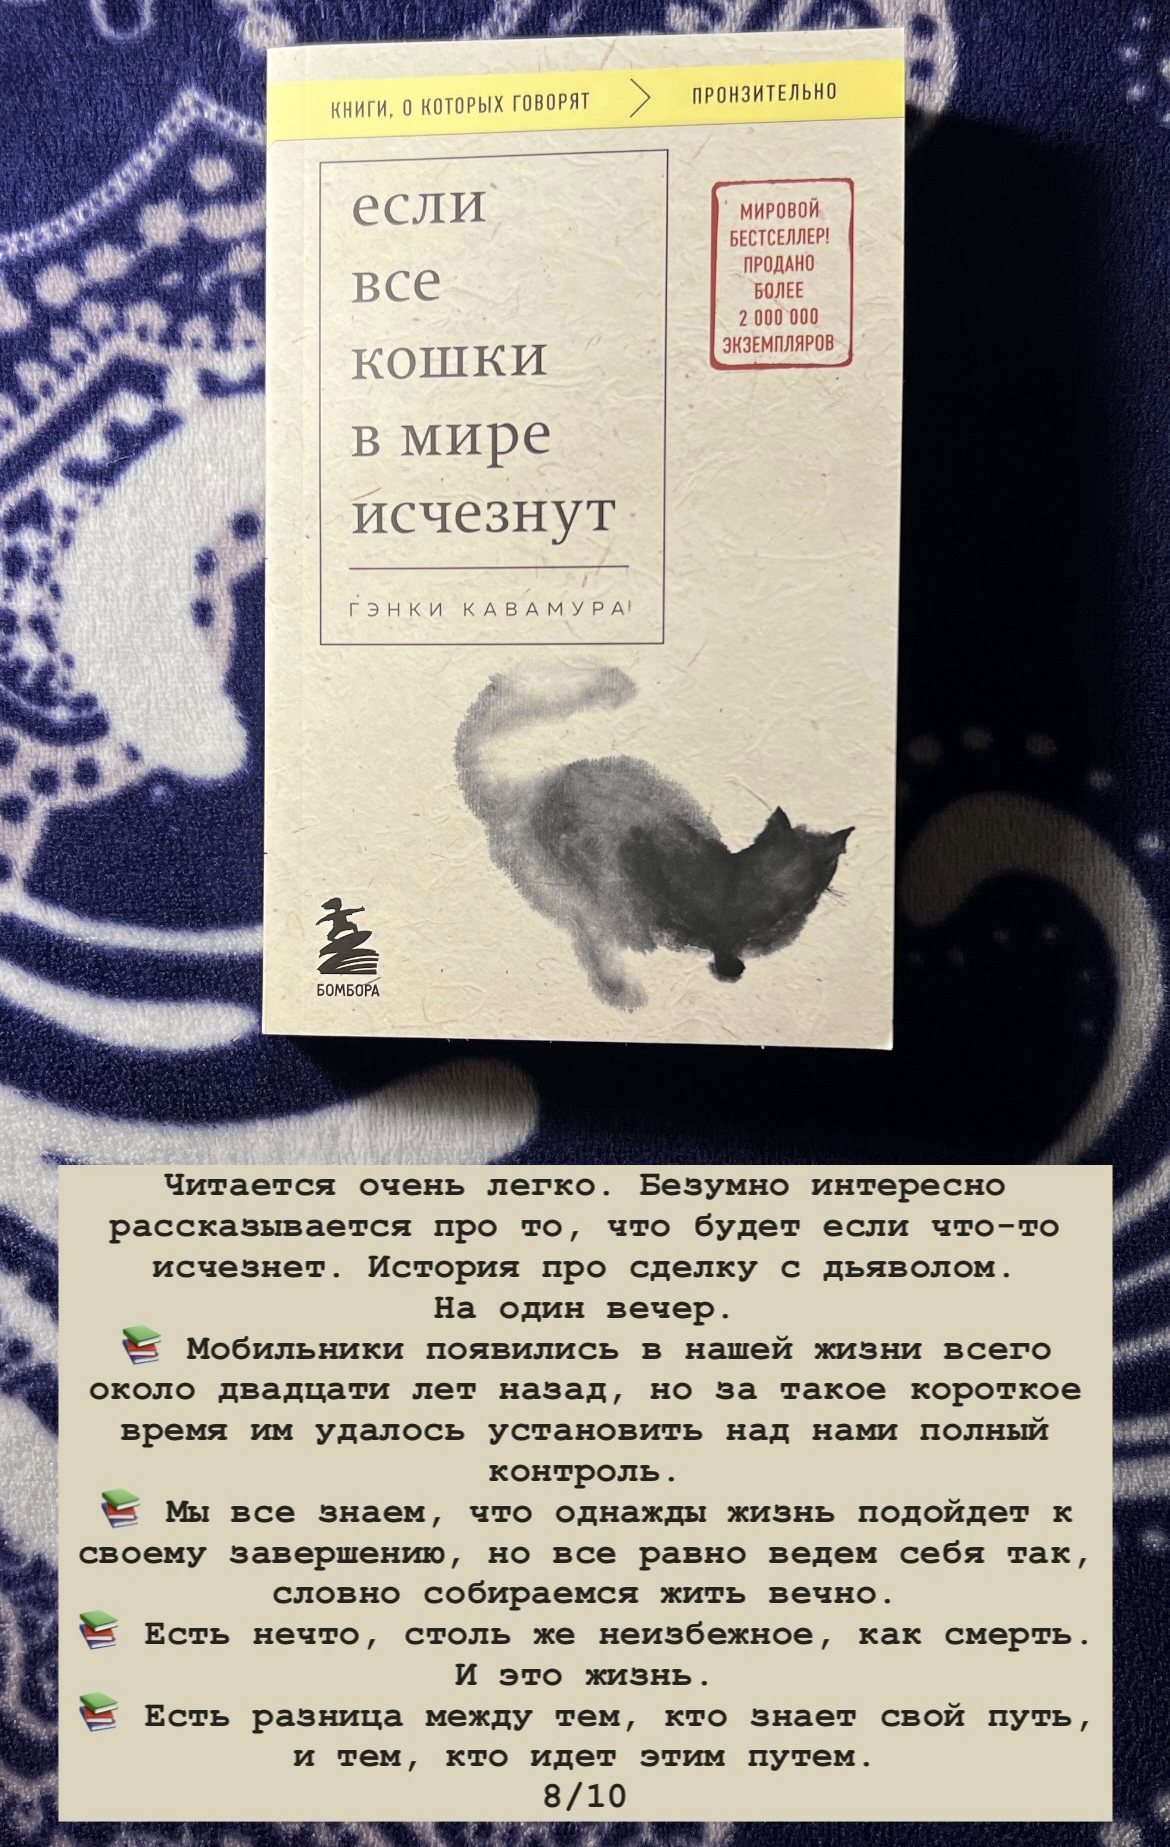 КНИГИ, О КОТОРЫХ ГОВОРЯТ > ПРОНЗИТЕЛЬНО
если
все
кошки
в мире
исчезнут
ГЭНКИ КАВАМУРА
МИРОВОЙ
БЕСТСЕЛЛЕР!
ПРОДАНО
БОЛЕЕ
2 000 000
ЭКЗЕМПЛЯРОВ
БОМБОРА
Читается очень легко. Безумно интересно
рассказывается про то, что будет если что-то
исчезнет. История про сделку с дьяволом.
На один вечер.
📚 Мобильники появились в нашей жизни всего
около двадцати лет назад, но за такое короткое
время им удалось установить над нами полный
контроль.
📚 Мы все знаем, что однажды жизнь подойдет к
своему завершению, но все равно ведем себя так,
словно собираемся жить вечно.
📚 Есть нечто, столь же неизбежное, как смерть.
И это жизнь.
📚 Есть разница между тем, кто знает свой путь,
и тем, кто идет этим путем.
8/10